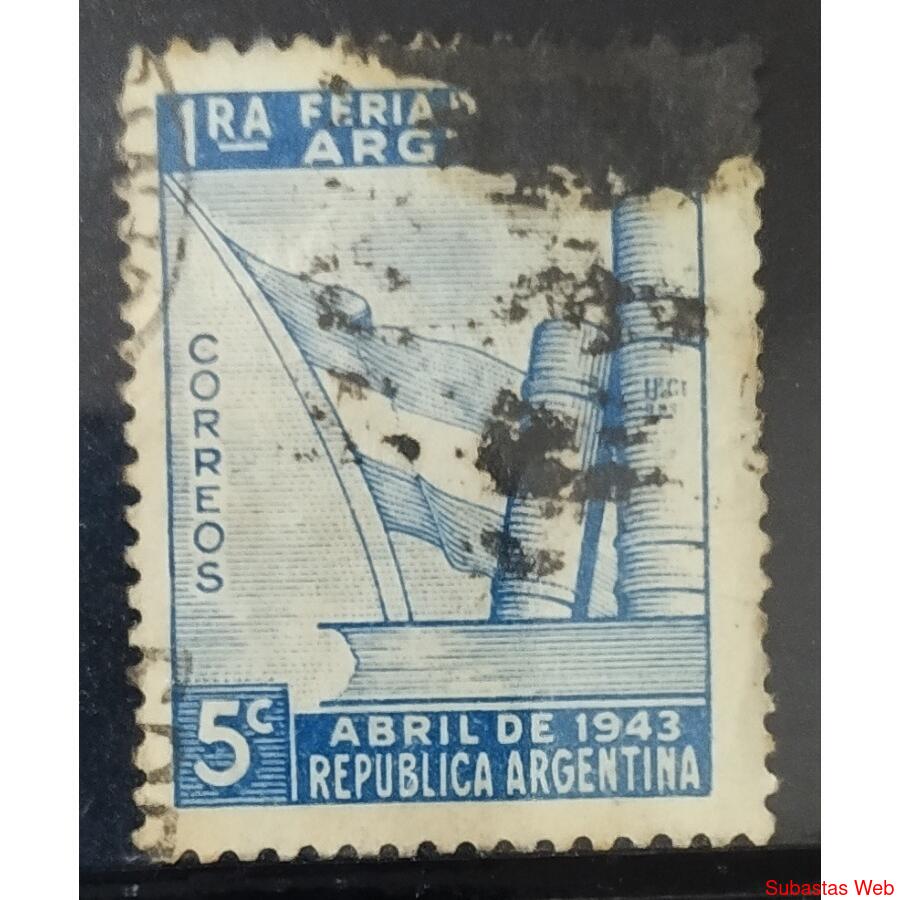 1RA FERIA
ARG
CORREOS
5c
ABRIL DE 1943
REPUBLICA ARGENTINA
Subastas Web